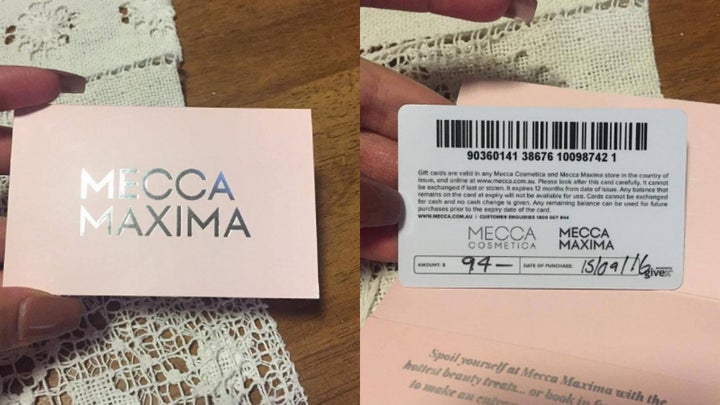 MECCA
MAXIMA
90360141 38676 10098742 1
Gift cards are valid in any Mecca Cosmetica and Mecca Maxima store in the country of
issue, and online at www.mecca.com.au. Please look after this card carefully. It cannot
be exchanged if lost or stolen. It expires 12 months from date of issue. Any balance that
remains on the card at expiry will not be available for use. Cards cannot be exchanged
for cash and no cash change is given. Any remaining balance can be used for future
purchases prior to the expiry date of the card.
WWW.MECCA.COM.AU | CUSTOMER ENQUIRIES 1800 007 844
MECCA
COSMETICA
MECCA
MAXIMA
AMOUNT: $ 94— DATE OF PURCHASE: 15/09/16
givex
Spoil yourself at Mecca Maxima with the
hottest beauty treats... or book in
to make an